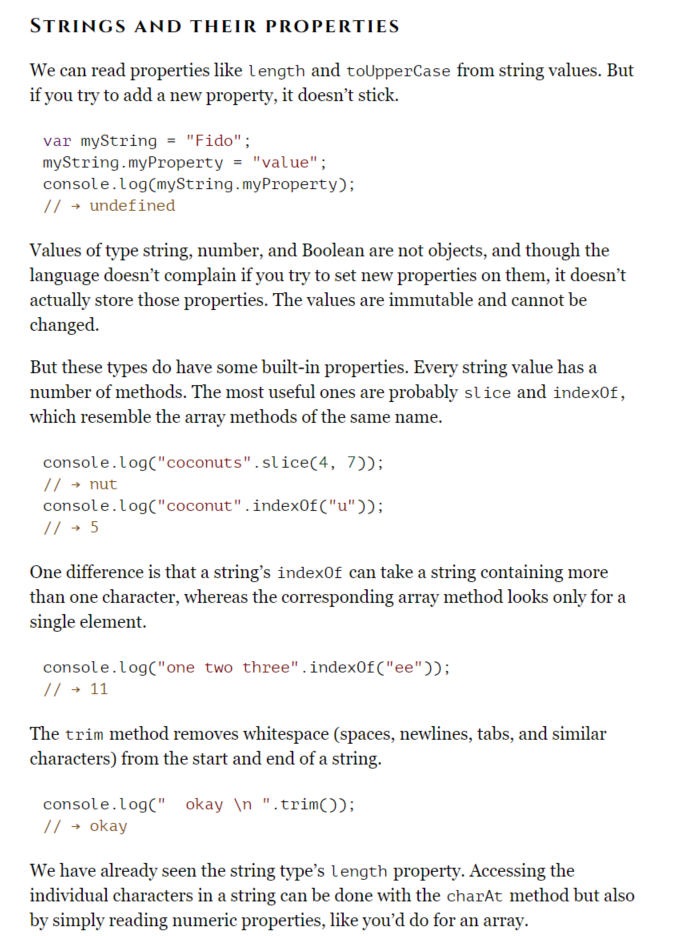 Strings and their properties
We can read properties like length and toUpperCase from string values. But
if you try to add a new property, it doesn’t stick.
var myString = "Fido";
myString.myProperty = "value";
console.log(myString.myProperty);
// → undefined
Values of type string, number, and Boolean are not objects, and though the
language doesn’t complain if you try to set new properties on them, it doesn’t
actually store those properties. The values are immutable and cannot be
changed.
But these types do have some built-in properties. Every string value has a
number of methods. The most useful ones are probably slice and indexOf,
which resemble the array methods of the same name.
console.log("coconuts".slice(4, 7));
// → nut
console.log("coconut".indexOf("u"));
// → 5
One difference is that a string’s indexOf can take a string containing more
than one character, whereas the corresponding array method looks only for a
single element.
console.log("one two three".indexOf("ee"));
// → 11
The trim method removes whitespace (spaces, newlines, tabs, and similar
characters) from the start and end of a string.
console.log("  okay \n ".trim());
// → okay
We have already seen the string type’s length property. Accessing the
individual characters in a string can be done with the charAt method but also
by simply reading numeric properties, like you’d do for an array.